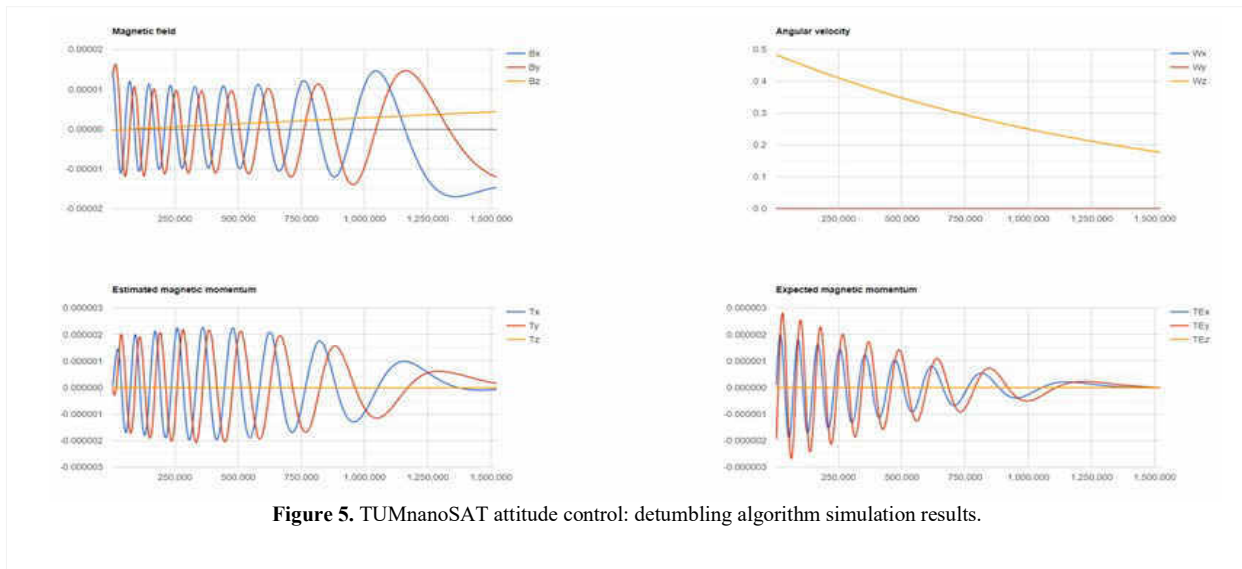 Magnetic field
0.00002
0.00001
0.00000
-0.00001
-0.00002
250,000 500,000 750,000 1,000,000 1,250,000 1,500,000
Bx
By
Bz
Angular velocity
0.5
0.4
0.3
0.2
0.1
0.0
250,000 500,000 750,000 1,000,000 1,250,000 1,500,000
Wx
Wy
Wz
Estimated magnetic momentum
0.000003
0.000002
0.000001
0.000000
-0.000001
-0.000002
-0.000003
250,000 500,000 750,000 1,000,000 1,250,000 1,500,000
Tx
Ty
Tz
Expected magnetic momentum
0.000003
0.000002
0.000001
0.000000
-0.000001
-0.000002
-0.000003
250,000 500,000 750,000 1,000,000 1,250,000 1,500,000
TEx
TEy
TEz
Figure 5. TUMnanoSAT attitude control: detumbling algorithm simulation results.